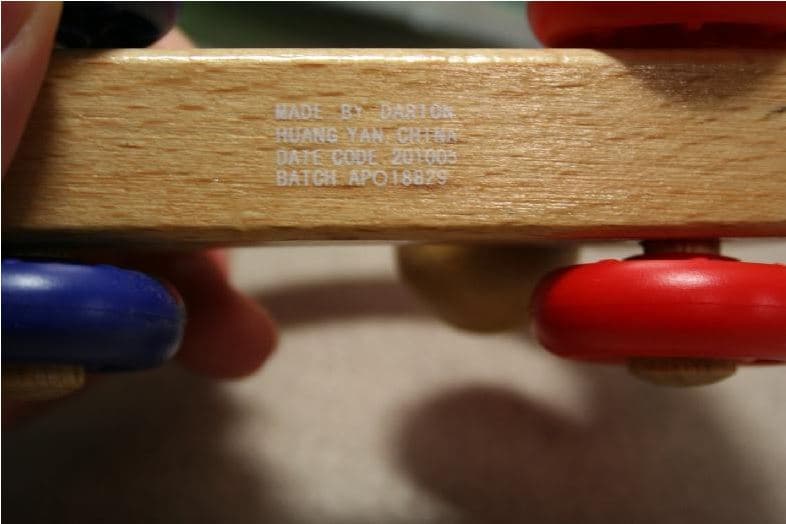 MADE BY DARTON
HUANG YAN CHINA
DATE CODE 201005
BATCH APO18829